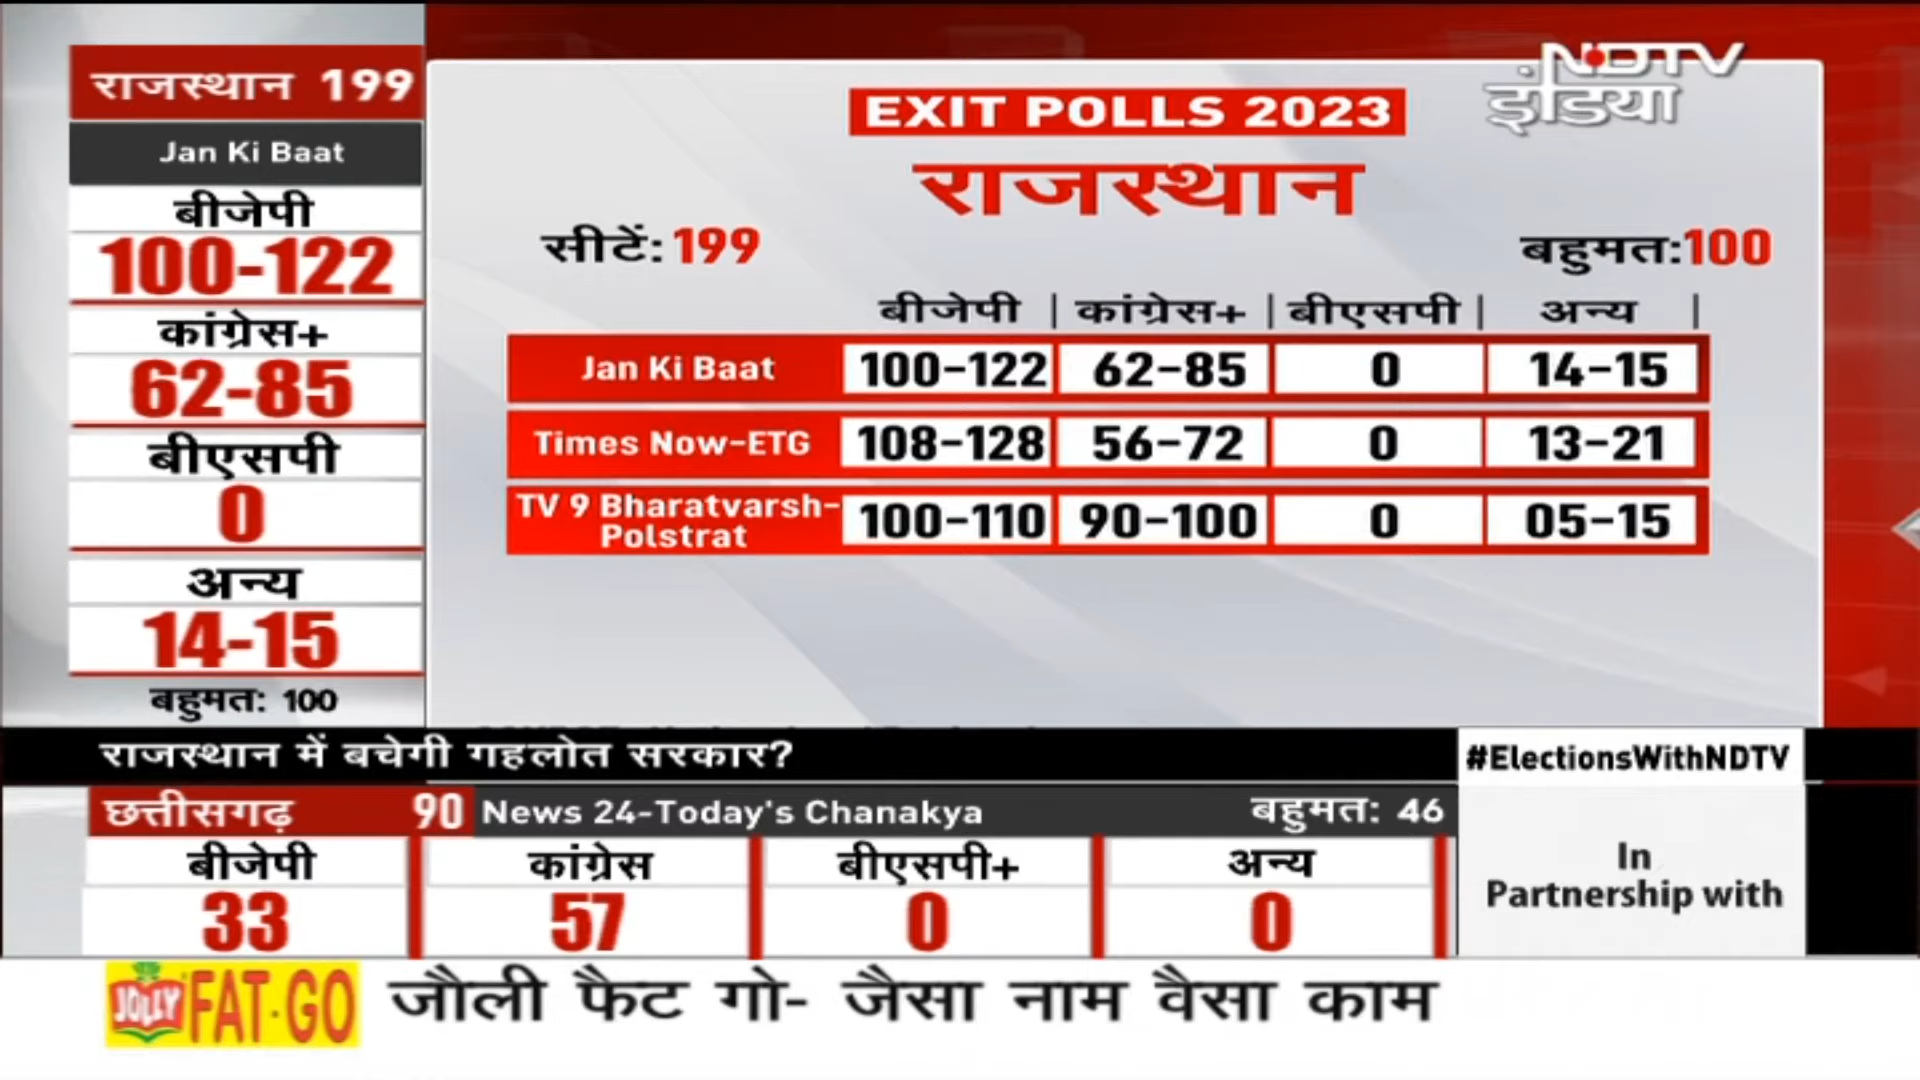 राजस्थान 199
Jan Ki Baat
बीजेपी
100-122
कांग्रेस+
62-85
बीएसपी
0
अन्य
14-15
बहुमत: 100
NDTV
इंडिया
EXIT POLLS 2023
राजस्थान
सीटें: 199 बहुमत:100
बीजेपी | कांग्रेस+ | बीएसपी | अन्य |
Jan Ki Baat 100-122 62-85 0 14-15
Times Now-ETG 108-128 56-72 0 13-21
TV 9 Bharatvarsh-
Polstrat 100-110 90-100 0 05-15
राजस्थान में बचेगी गहलोत सरकार?
#ElectionsWithNDTV
छत्तीसगढ़ 90 News 24-Today's Chanakya बहुमत: 46
बीजेपी कांग्रेस बीएसपी+ अन्य
33 57 0 0
In
Partnership with
JOLLY FAT·GO जौली फैट गो- जैसा नाम वैसा काम